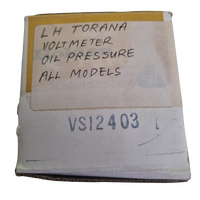 LH TORANA
VOLTMETER
OIL PRESSURE
ALL MODELS
VS12403